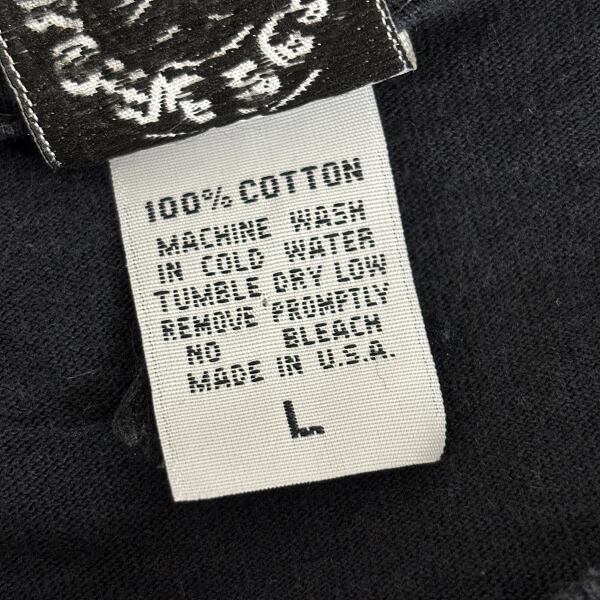 100% COTTON
MACHINE WASH
IN COLD WATER
TUMBLE DRY LOW
REMOVE PROMPTLY
NO BLEACH
MADE IN U.S.A.
L